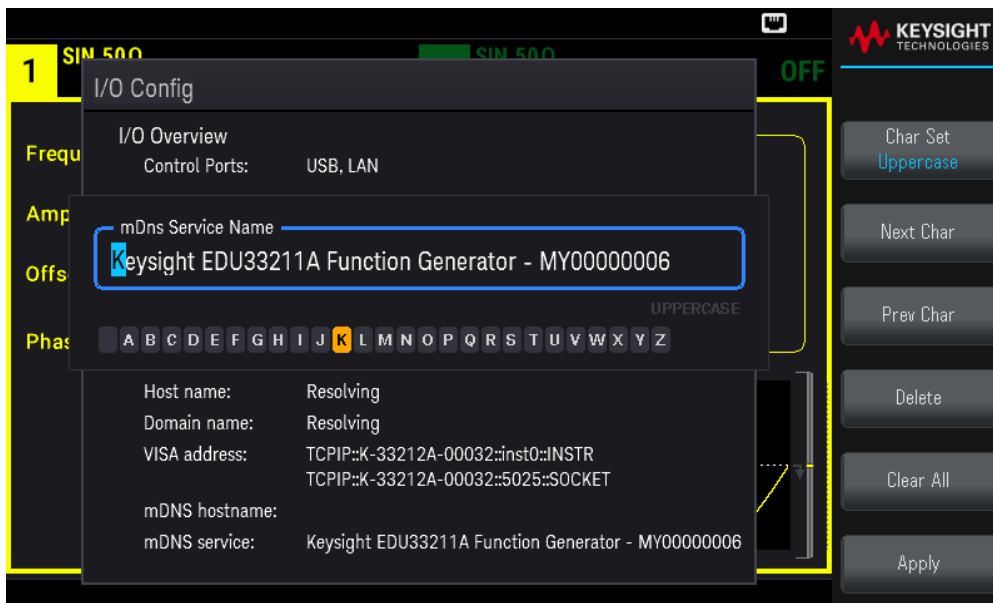 KEYSIGHT
TECHNOLOGIES
1
SIN 50Ω
SIN 50Ω
OFF
I/O Config
I/O Overview
Control Ports: USB, LAN
Frequ
Amp
Offs
Phas
mDns Service Name
Keysight EDU33211A Function Generator - MY00000006
UPPERCASE
A B C D E F G H I J K L M N O P Q R S T U V W X Y Z
Host name: Resolving
Domain name: Resolving
VISA address: TCPIP::K-33212A-00032::inst0::INSTR
TCPIP::K-33212A-00032::5025::SOCKET
mDNS hostname:
mDNS service: Keysight EDU33211A Function Generator - MY00000006
Char Set
Uppercase
Next Char
Prev Char
Delete
Clear All
Apply